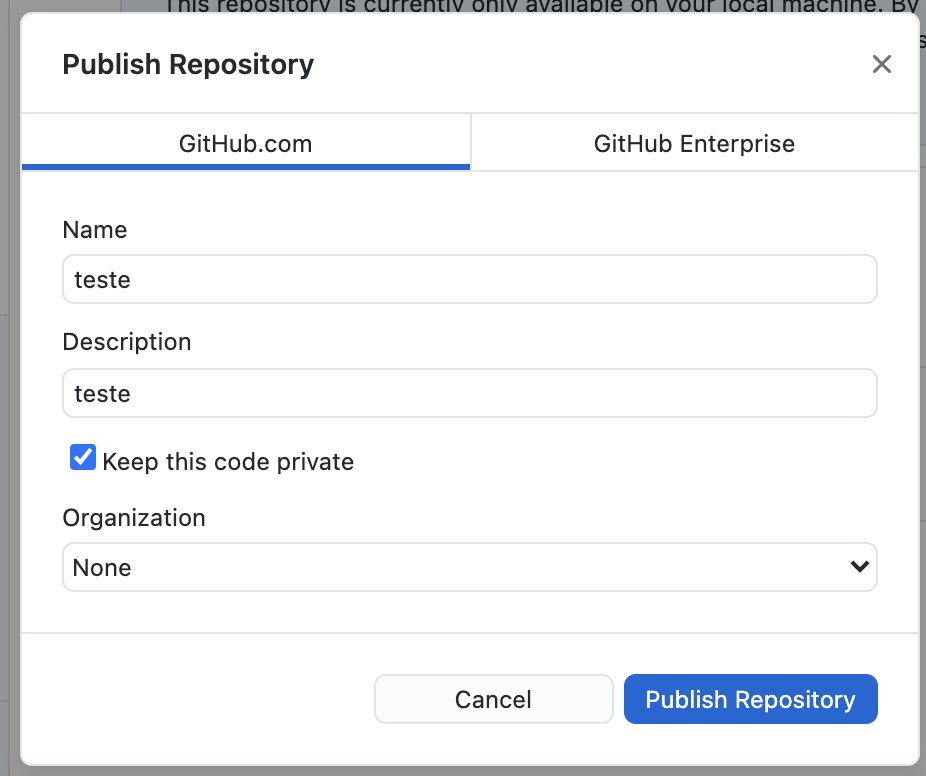 This repository is currently only available on your local machine. By
Publish Repository
GitHub.com
GitHub Enterprise
Name
teste
Description
teste
Keep this code private
Organization
None
Cancel
Publish Repository